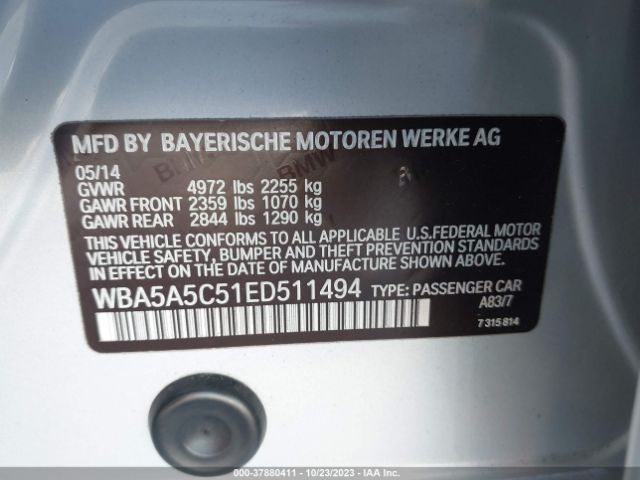 MFD BY BAYERISCHE MOTOREN WERKE AG
05/14
GVWR 4972 lbs 2255 kg
GAWR FRONT 2359 lbs 1070 kg
GAWR REAR 2844 lbs 1290 kg
THIS VEHICLE CONFORMS TO ALL APPLICABLE U.S.FEDERAL MOTOR
VEHICLE SAFETY, BUMPER AND THEFT PREVENTION STANDARDS
IN EFFECT ON THE DATE OF MANUFACTURE SHOWN ABOVE.
WBA5A5C51ED511494 TYPE: PASSENGER CAR
A83/7
7315814
000-37880411 | 10/23/2023 | IAA Inc.